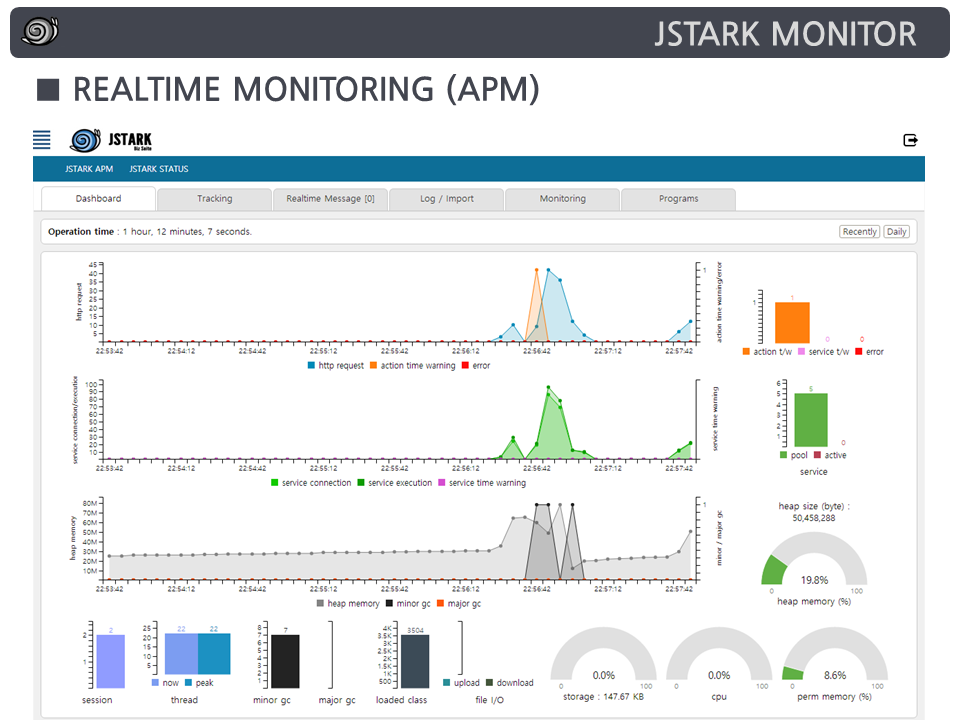 JSTARK MONITOR
■ REALTIME MONITORING (APM)
JSTARK
Biz Suite
JSTARK APM JSTARK STATUS
Dashboard Tracking Realtime Message [0] Log / Import Monitoring Programs
Operation time : 1 hour, 12 minutes, 7 seconds. Recently Daily
http request
45
40
35
30
25
20
15
10
5
1
action time warning/error
22:53:42 22:54:12 22:54:42 22:55:12 22:55:42 22:56:12 22:56:42 22:57:12 22:57:42
http request action time warning error
1
1 0 0
action t/w service t/w error
service connection/execution
100
90
80
70
60
50
40
30
20
10
service time warning
22:53:42 22:54:12 22:54:42 22:55:12 22:55:42 22:56:12 22:56:42 22:57:12 22:57:42
service connection service execution service time warning
6
5
4
3
2
1
5 0
pool active
service
heap memory
80M
70M
60M
50M
40M
30M
20M
10M
1
minor / major gc
22:53:42 22:54:12 22:54:42 22:55:12 22:55:42 22:56:12 22:56:42 22:57:12 22:57:42
heap memory minor gc major gc
heap size (byte) :
50,458,288
19.8%
0 100
heap memory (%)
2
1
2
session
25
20
15
10
5
22 22
now peak
thread
8
7
6
5
4
3
2
1
7
minor gc
major gc
4K
3.5K
3K
2.5K
2K
1.5K
1K
500
3504
loaded class
upload download
file I/O
0.0%
0 100
storage : 147.67 KB
0.0%
0 100
cpu
8.6%
0 100
perm memory (%)